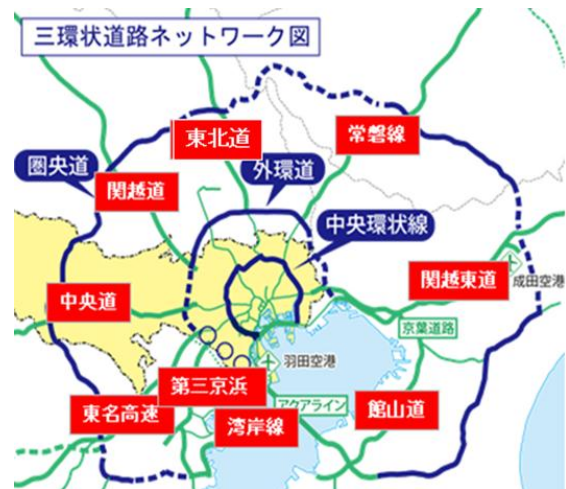 三環状道路ネットワーク図
東北道
常磐線
圏央道
外環道
関越道
中央環状線
関越東道
成田空港
中央道
京葉道路
羽田空港
第三京浜
アクアライン
館山道
東名高速
湾岸線